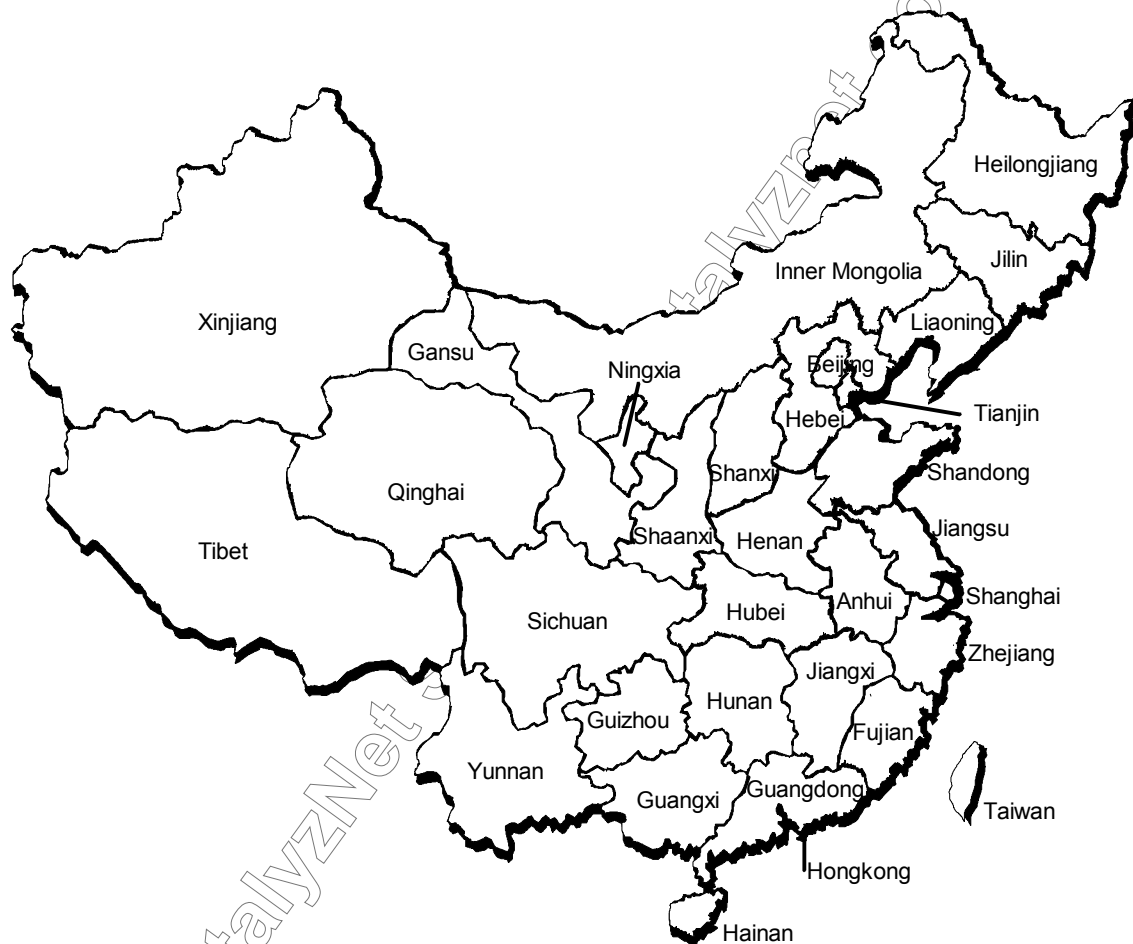 Heilongjiang
Jilin
Inner Mongolia
Xinjiang
Liaoning
Gansu
Beijing
Ningxia
Tianjin
Hebei
Shanxi
Shandong
Qinghai
Jiangsu
Shaanxi
Henan
Tibet
Shanghai
Anhui
Hubei
Sichuan
Zhejiang
Jiangxi
Hunan
Guizhou
Fujian
Yunnan
Guangdong
Guangxi
Taiwan
Hongkong
Hainan